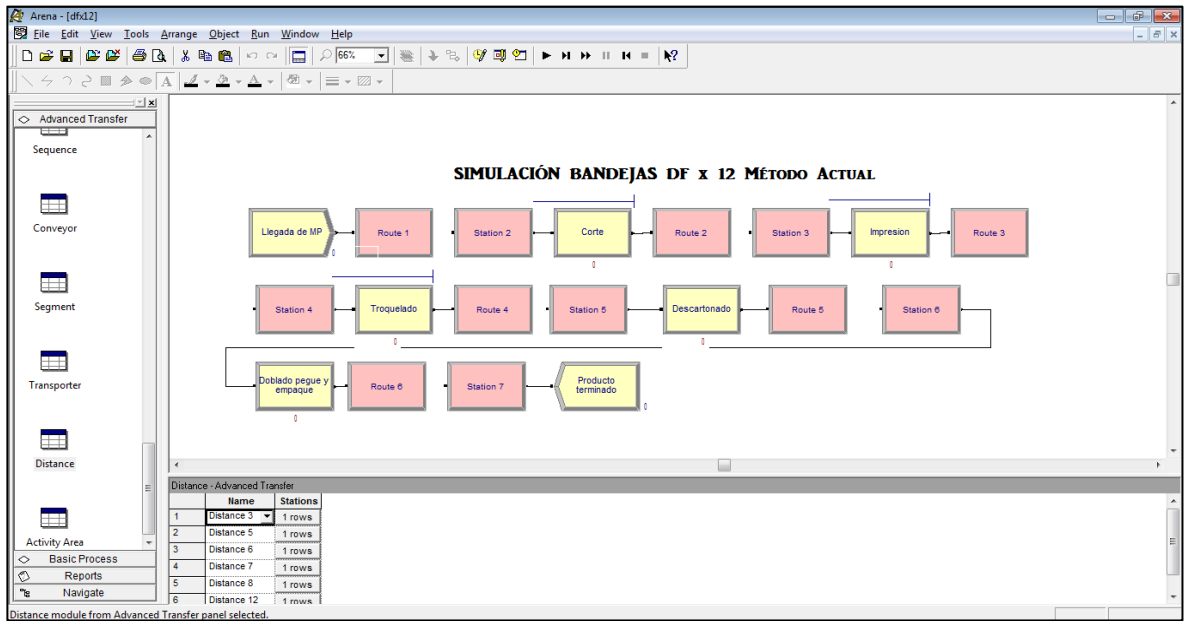 Arena - [dfx12]
File Edit View Tools Arrange Object Run Window Help
66%
A
Advanced Transfer
Sequence
Conveyor
Segment
Transporter
Distance
Activity Area
Basic Process
Reports
Navigate
SIMULACIÓN BANDEJAS DF x 12 MÉTODO ACTUAL
Llegada de MP
Route 1
Station 2
Corte
Route 2
Station 3
Impresion
Route 3
0
0
0
Station 4
Troquelado
Route 4
Station 5
Descartonado
Route 5
Station 6
0
0
Doblado pegue y
empaque
Route 6
Station 7
Producto
terminado
0
0
Distance - Advanced Transfer
Name Stations
1 Distance 3 1 rows
2 Distance 5 1 rows
3 Distance 6 1 rows
4 Distance 7 1 rows
5 Distance 8 1 rows
6 Distance 12 1 rows
Distance module from Advanced Transfer panel selected.